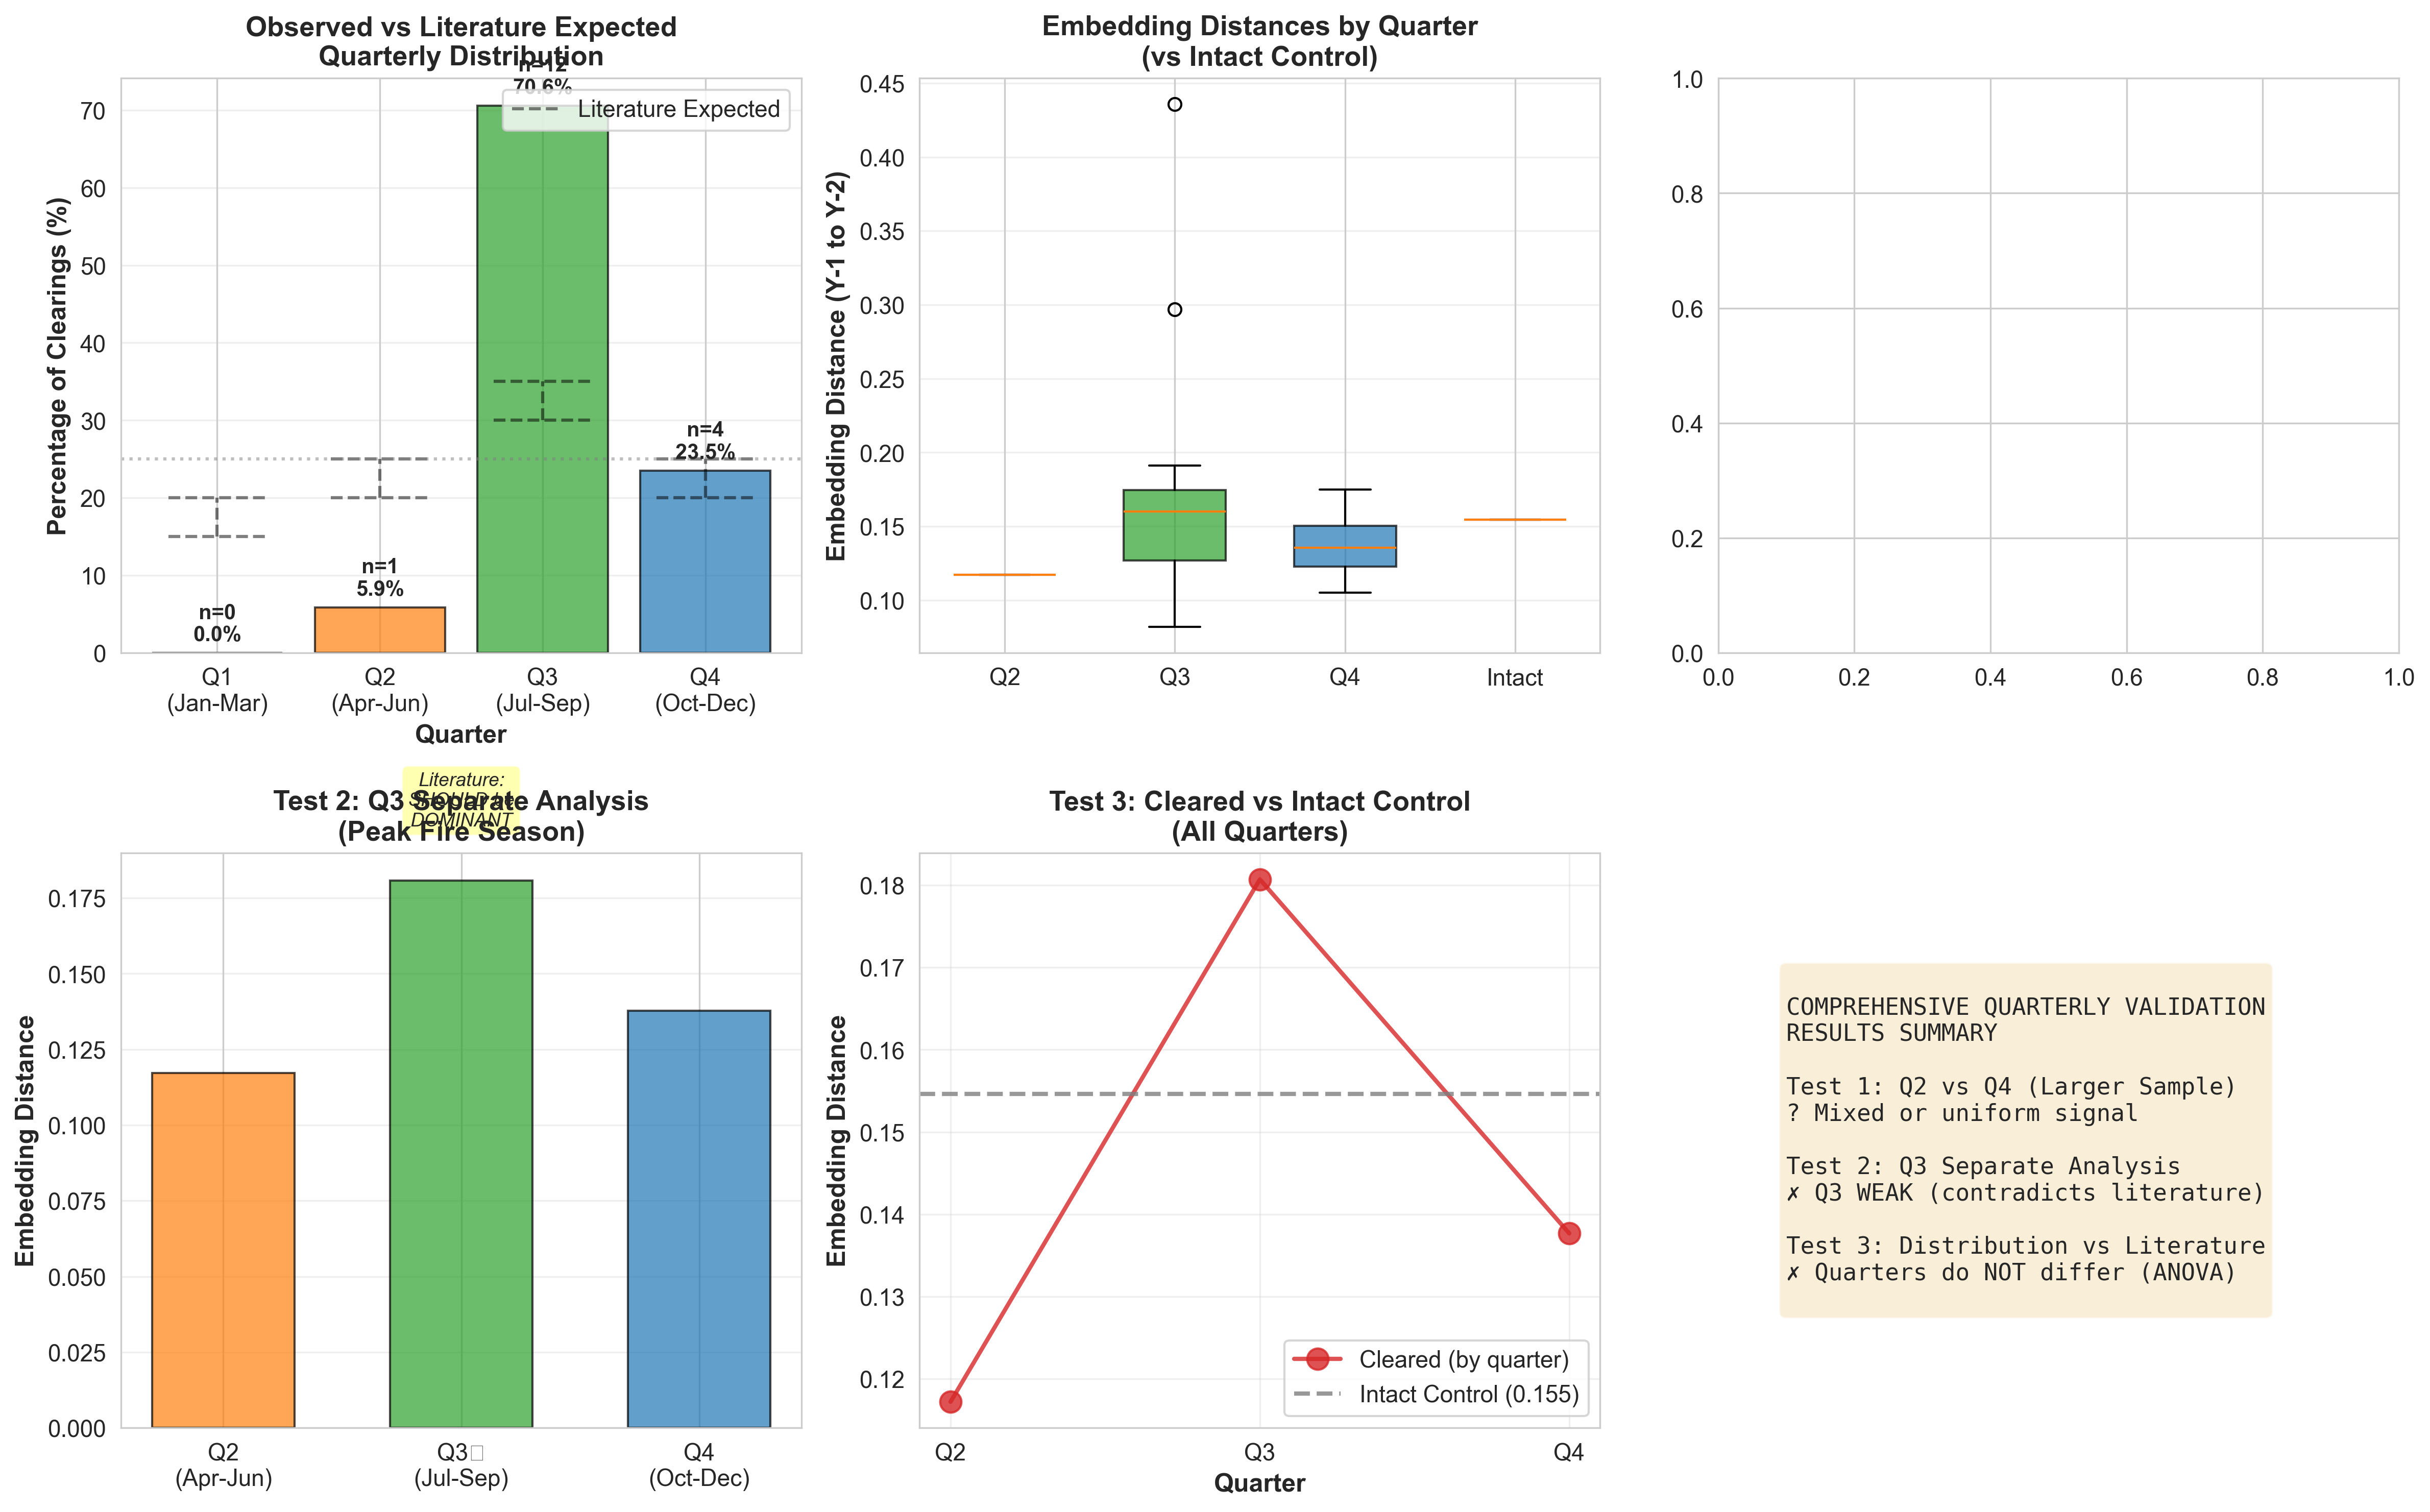 Observed vs Literature Expected
Quarterly Distribution
n=12
70.6%
Literature Expected
Percentage of Clearings (%)
70
60
50
40
30
20
10
0
n=0
0.0%
n=1
5.9%
n=4
23.5%
Q1
(Jan-Mar)
Q2
(Apr-Jun)
Q3
(Jul-Sep)
Q4
(Oct-Dec)
Quarter
Embedding Distances by Quarter
(vs Intact Control)
Embedding Distance (Y-1 to Y-2)
0.45
0.40
0.35
0.30
0.25
0.20
0.15
0.10
Q2
Q3
Q4
Intact
1.0
0.8
0.6
0.4
0.2
0.0
0.0
0.2
0.4
0.6
0.8
1.0
Literature:
SHOULD be
DOMINANT
Test 2: Q3 Separate Analysis
(Peak Fire Season)
Embedding Distance
0.175
0.150
0.125
0.100
0.075
0.050
0.025
0.000
Q2
(Apr-Jun)
Q3
(Jul-Sep)
Q4
(Oct-Dec)
Test 3: Cleared vs Intact Control
(All Quarters)
Embedding Distance
0.18
0.17
0.16
0.15
0.14
0.13
0.12
Cleared (by quarter)
Intact Control (0.155)
Q2
Q3
Q4
Quarter
COMPREHENSIVE QUARTERLY VALIDATION
RESULTS SUMMARY
Test 1: Q2 vs Q4 (Larger Sample)
? Mixed or uniform signal
Test 2: Q3 Separate Analysis
✗ Q3 WEAK (contradicts literature)
Test 3: Distribution vs Literature
✗ Quarters do NOT differ (ANOVA)